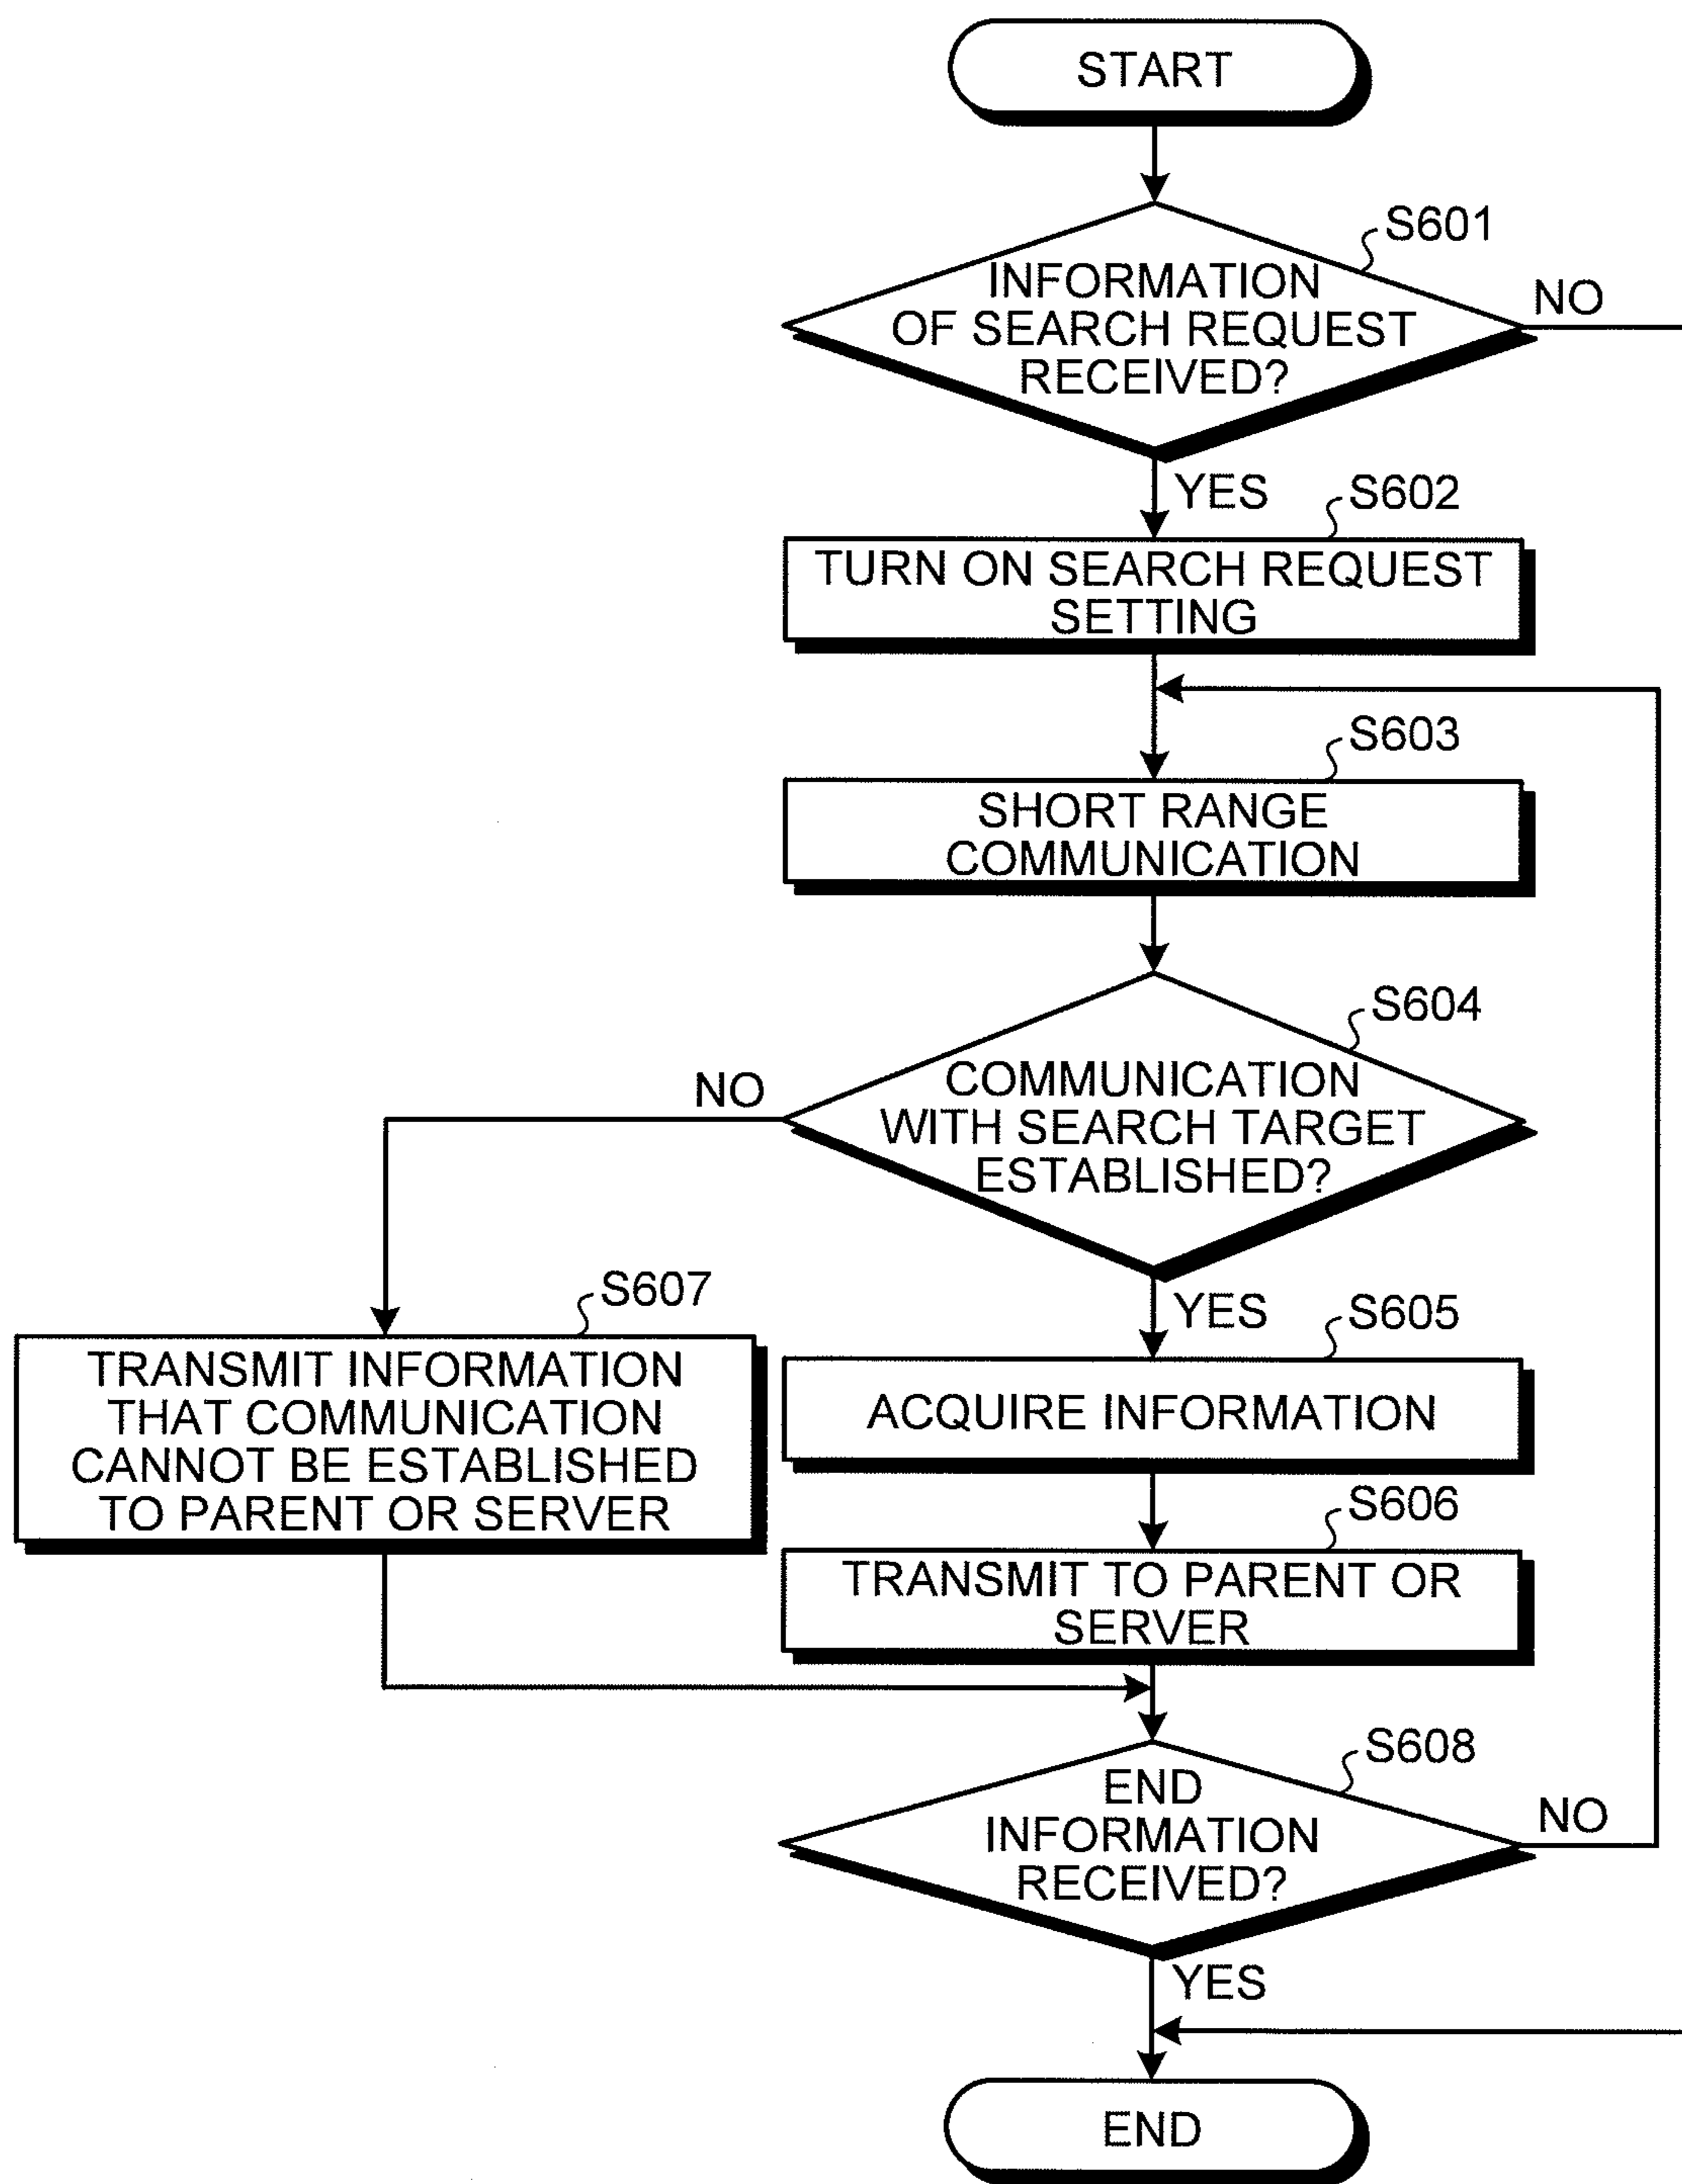 START
S601
INFORMATION
OF SEARCH REQUEST
RECEIVED?
NO
YES
S602
TURN ON SEARCH REQUEST
SETTING
S603
SHORT RANGE
COMMUNICATION
S604
COMMUNICATION
WITH SEARCH TARGET
ESTABLISHED?
NO
YES
S607
TRANSMIT INFORMATION
THAT COMMUNICATION
CANNOT BE ESTABLISHED
TO PARENT OR SERVER
S605
ACQUIRE INFORMATION
S606
TRANSMIT TO PARENT OR
SERVER
S608
END
INFORMATION
RECEIVED?
NO
YES
END